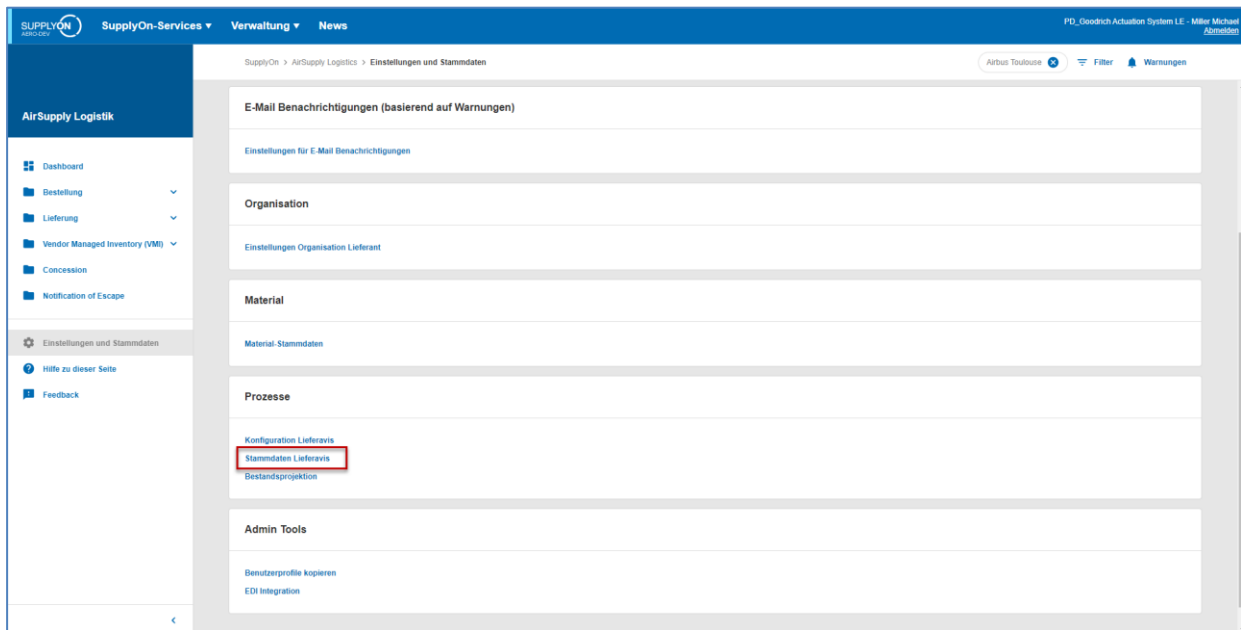 SUPPLYON
AERO-DEV
SupplyOn-Services
Verwaltung
News
PD_Goodrich Actuation System LE - Miller Michael
Abmelden
SupplyOn > AirSupply Logistics > Einstellungen und Stammdaten
Airbus Toulouse
Filter
Warnungen
AirSupply Logistik
Dashboard
Bestellung
Lieferung
Vendor Managed Inventory (VMI)
Concession
Notification of Escape
Einstellungen und Stammdaten
Hilfe zu dieser Seite
Feedback
E-Mail Benachrichtigungen (basierend auf Warnungen)
Einstellungen für E-Mail Benachrichtigungen
Organisation
Einstellungen Organisation Lieferant
Material
Material-Stammdaten
Prozesse
Konfiguration Lieferavis
Stammdaten Lieferavis
Bestandsprojektion
Admin Tools
Benutzerprofile kopieren
EDI Integration